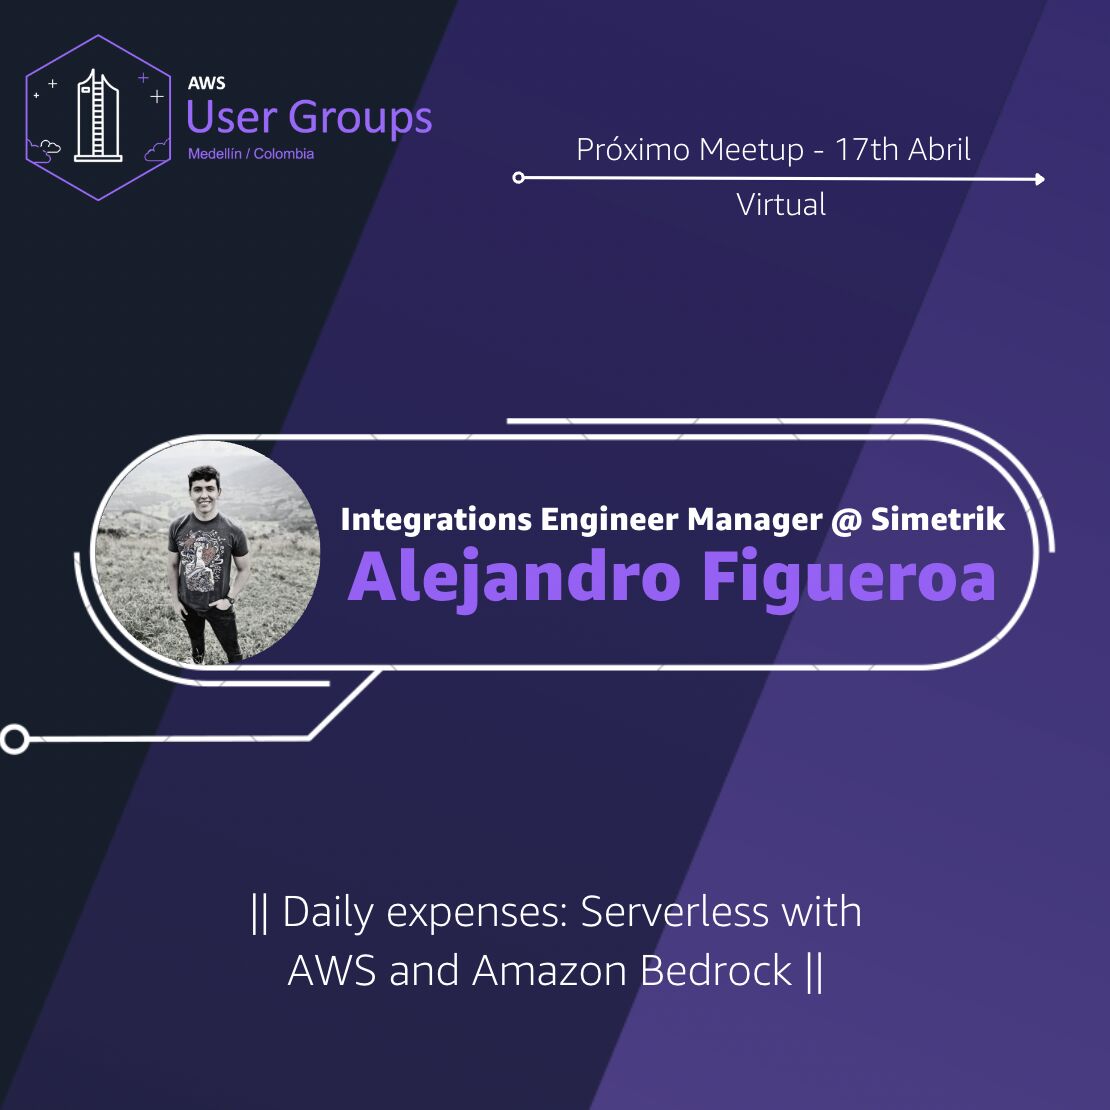 AWS
User Groups
Medellín / Colombia
Próximo Meetup - 17th Abril
Virtual
Integrations Engineer Manager @ Simetrik
Alejandro Figueroa
|| Daily expenses: Serverless with
AWS and Amazon Bedrock ||